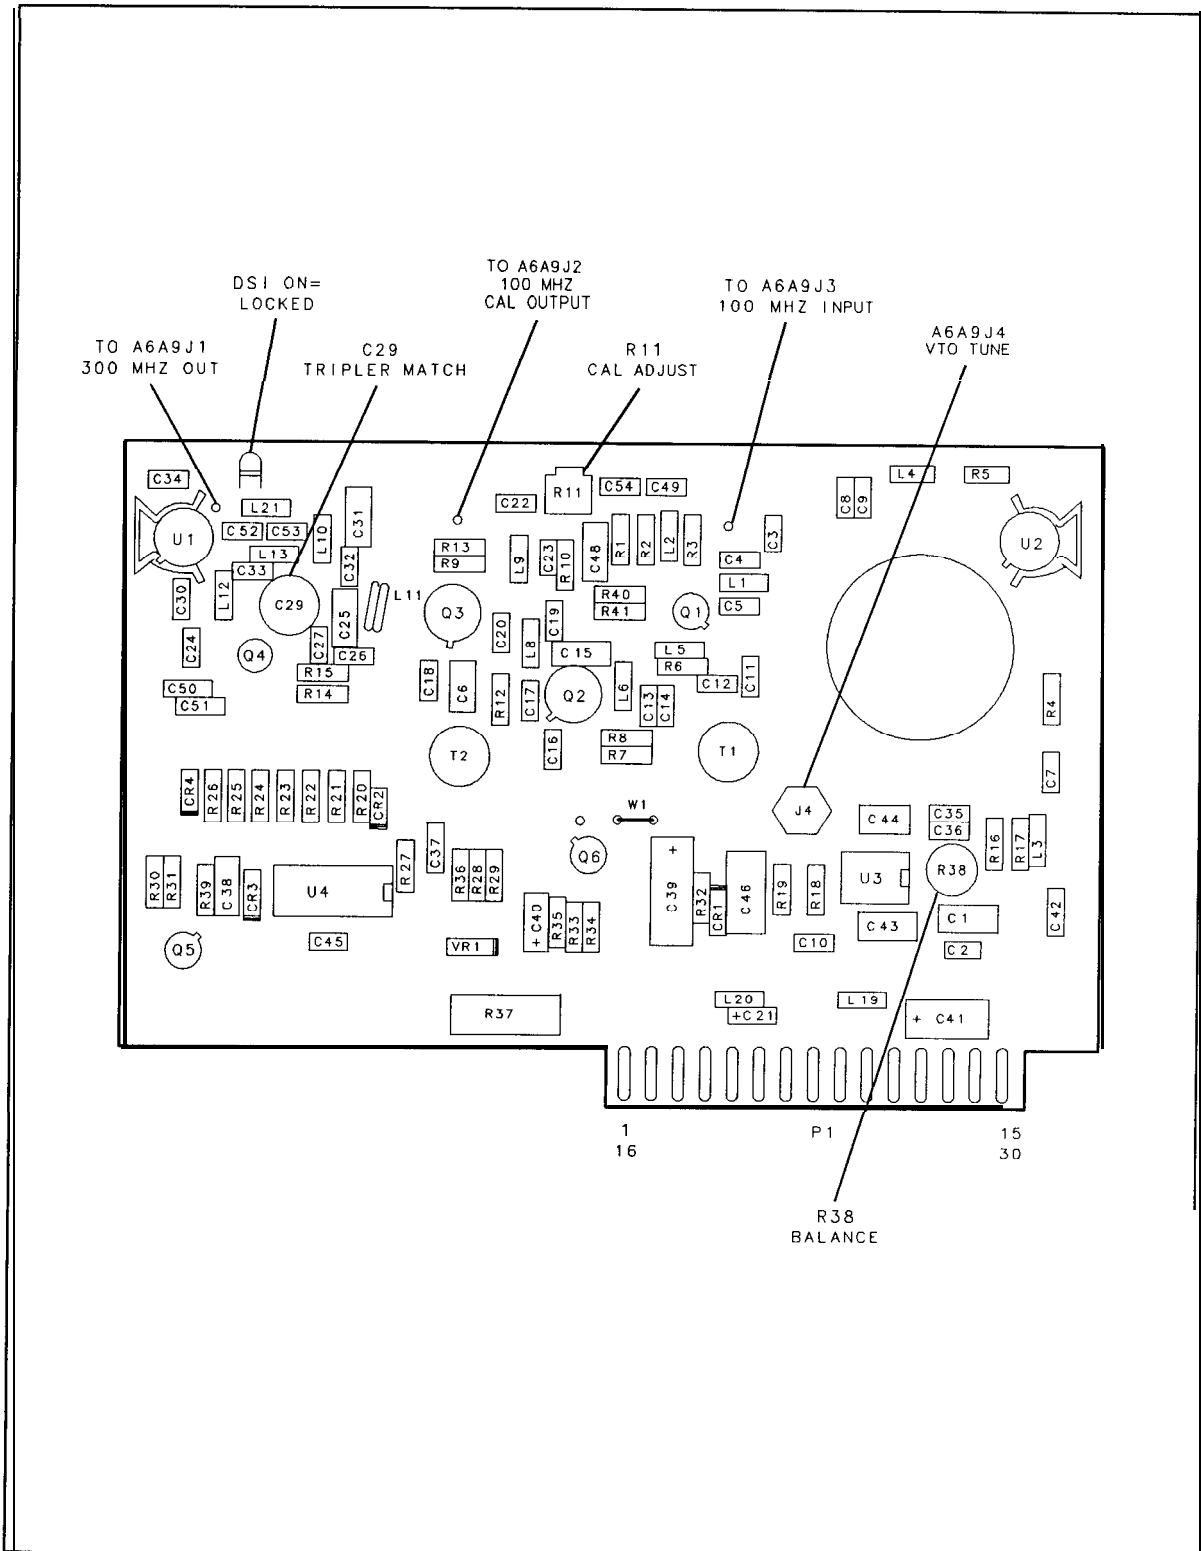 TO A6A9J2
100 MHZ
CAL OUTPUT
DSI ON=
LOCKED
TO A6A9J3
100 MHZ INPUT
A6A9J4
VTO TUNE
TO A6A9J1
300 MHZ OUT
C29
TRIPLER MATCH
R11
CAL ADJUST
C34
L21
C52
C53
L10
C31
U1
L13
C33
C32
C30
L12
C29
C25
L11
C24
Q4
C27
C26
R15
R14
C50
C51
R13
R9
Q3
C22
R11
C54
C49
L9
C23
R10
C48
R1
R2
L2
R3
R40
R41
C3
C4
L1
C5
Q1
C20
L8
C19
C15
L5
R6
C12
C11
C18
C6
R12
C17
Q2
L6
C13
C14
T2
C16
R8
R7
T1
C8
C9
L4
R5
U2
R4
C7
CR4
R26
R25
R24
R23
R22
R21
R20
CR2
W1
J4
C44
C35
C36
R16
R17
L3
R30
R31
R39
C38
CR3
U4
R27
C37
R36
R28
R29
Q6
+
C39
R32
CR1
C46
R19
R18
U3
R38
Q5
C45
VR1
+ C40
R35
R33
R34
C10
C43
C1
C2
C42
R37
L20
+C21
L19
+ C41
1
P1
15
16
30
R38
BALANCE